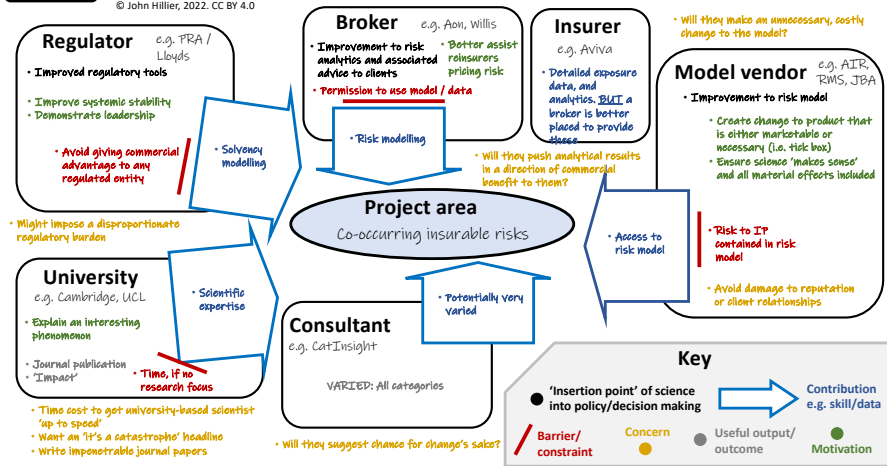 © John Hillier, 2022. CC BY 4.0
Regulator
e.g. PRA /
Lloyds
• Improved regulatory tools
• Improve systemic stability
• Demonstrate leadership
• Avoid giving commercial
advantage to any
regulated entity
• Solvency
modelling
• Might impose a disproportionate
regulatory burden
Broker
e.g. Aon, Willis
• Improvement to risk
analytics and associated
advice to clients
• Better assist
reinsurers
pricing risk
• Permission to use model / data
• Risk modelling
• Will they push analytical results
in a direction of commercial
benefit to them?
Insurer
e.g. Aviva
• Detailed exposure
data, and
analytics. BUT a
broker is better
placed to provide
these
• Will they make an unnecessary, costly
change to the model?
Model vendor
e.g. AIR,
RMS, JBA
• Improvement to risk model
• Create change to product that
is either marketable or
necessary (i.e. tick box)
• Ensure science 'makes sense'
and all material effects included
• Risk to IP
contained in risk
model
• Avoid damage to reputation
or client relationships
• Access to
risk model
Project area
Co-occurring insurable risks
University
e.g. Cambridge, UCL
• Explain an interesting
phenomenon
• Journal publication
• 'Impact'
• Time, if no
research focus
• Scientific
expertise
• Time cost to get university-based scientist
'up to speed'
• Want an 'it's a catastrophe' headline
• Write impenetrable journal papers
Consultant
e.g. CatInsight
VARIED: All categories
• Potentially very
varied
• Will they suggest chance for change's sake?
Key
'Insertion point' of science
into policy/decision making
Contribution
e.g. skill/data
Barrier/
constraint
Concern
Useful output/
outcome
Motivation